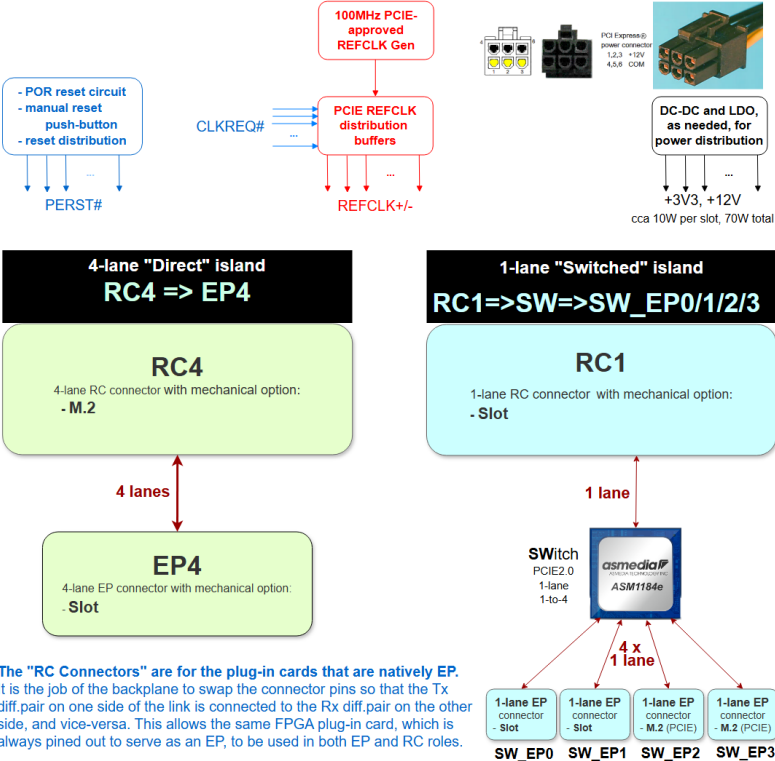 100MHz PCIE-
approved
REFCLK Gen
4
6
1 2 3
PCI Express®
power connector
1,2,3 +12V
4,5,6 COM
- POR reset circuit
- manual reset
push-button
- reset distribution
...
PERST#
CLKREQ#
...
PCIE REFCLK
distribution
buffers
...
REFCLK+/-
DC-DC and LDO,
as needed, for
power distribution
...
+3V3, +12V
cca 10W per slot, 70W total
4-lane "Direct" island
RC4 => EP4
RC4
4-lane RC connector with mechanical option:
- M.2
4 lanes
EP4
4-lane EP connector with mechanical option:
- Slot
The "RC Connectors" are for the plug-in cards that are natively EP.
It is the job of the backplane to swap the connector pins so that the Tx
diff.pair on one side of the link is connected to the Rx diff.pair on the other
side, and vice-versa. This allows the same FPGA plug-in card, which is
always pined out to serve as an EP, to be used in both EP and RC roles.
1-lane "Switched" island
RC1=>SW=>SW_EP0/1/2/3
RC1
1-lane RC connector with mechanical option:
- Slot
1 lane
SWitch
PCIE2.0
1-lane
1-to-4
asmedia
ASMEDIA TECHNOLOGY INC.
ASM1184e
4 x
1 lane
1-lane EP
connector
- Slot
SW_EP0
1-lane EP
connector
- Slot
SW_EP1
1-lane EP
connector
- M.2 (PCIE)
SW_EP2
1-lane EP
connector
- M.2 (PCIE)
SW_EP3